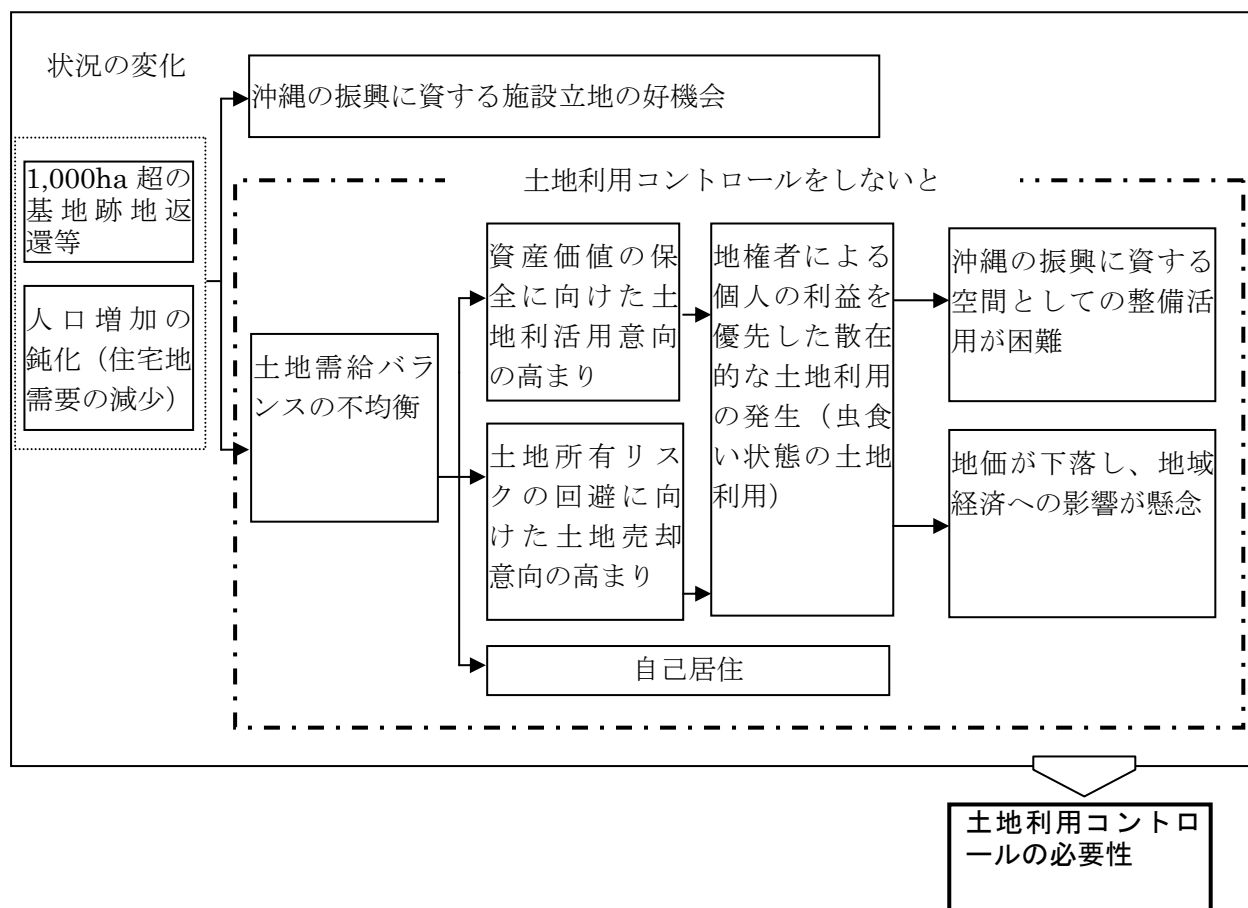 状況の変化
沖縄の振興に資する施設立地の好機会
1,000ha 超の
基地跡地返
還等
人口増加の
鈍化（住宅地
需要の減少）
土地利用コントロールをしないと
土地需給バラ
ンスの不均衡
資産価値の保
全に向けた土
地利活用意向
の高まり
土地所有リス
クの回避に向
けた土地売却
意向の高まり
自己居住
地権者による
個人の利益を
優先した散在
的な土地利用
の発生（虫食
い状態の土地
利用）
沖縄の振興に資する
空間としての整備活
用が困難
地価が下落し、地域
経済への影響が懸念
土地利用コントロ
ールの必要性